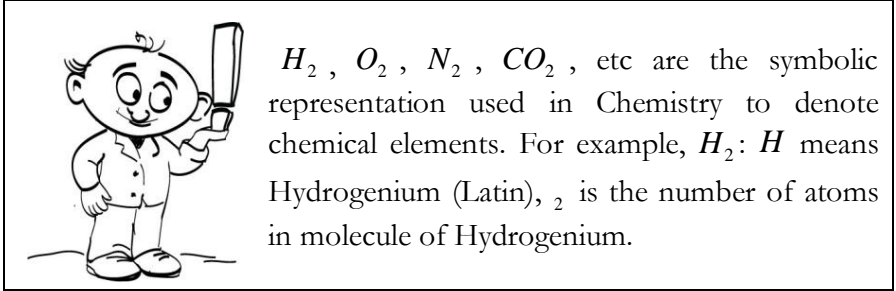 H₂ , O₂ , N₂ , CO₂ , etc are the symbolic
representation used in Chemistry to denote
chemical elements. For example, H₂: H means
Hydrogenium (Latin), ₂ is the number of atoms
in molecule of Hydrogenium.